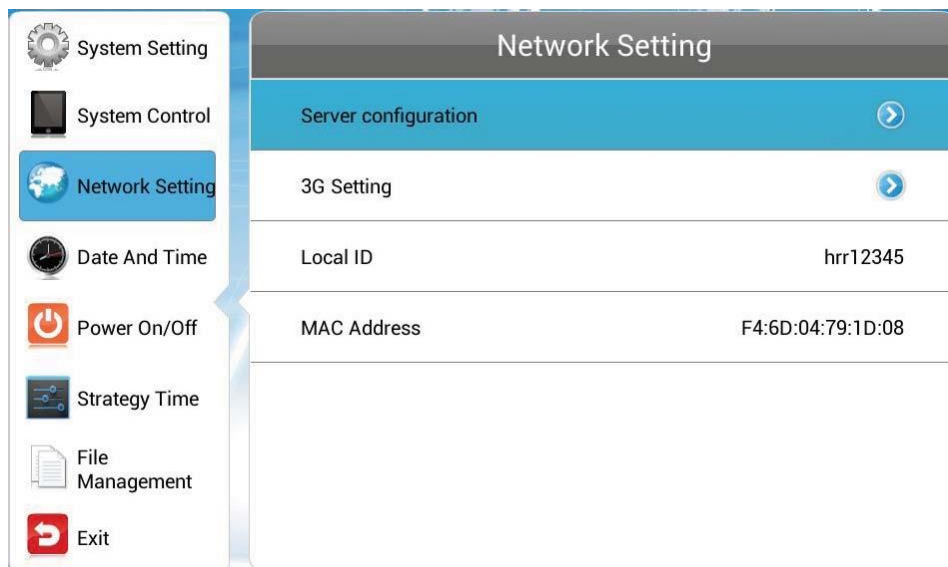 System Setting
System Control
Network Setting
Date And Time
Power On/Off
Strategy Time
File
Management
Exit
Network Setting
Server configuration
3G Setting
Local ID hrr12345
MAC Address F4:6D:04:79:1D:08